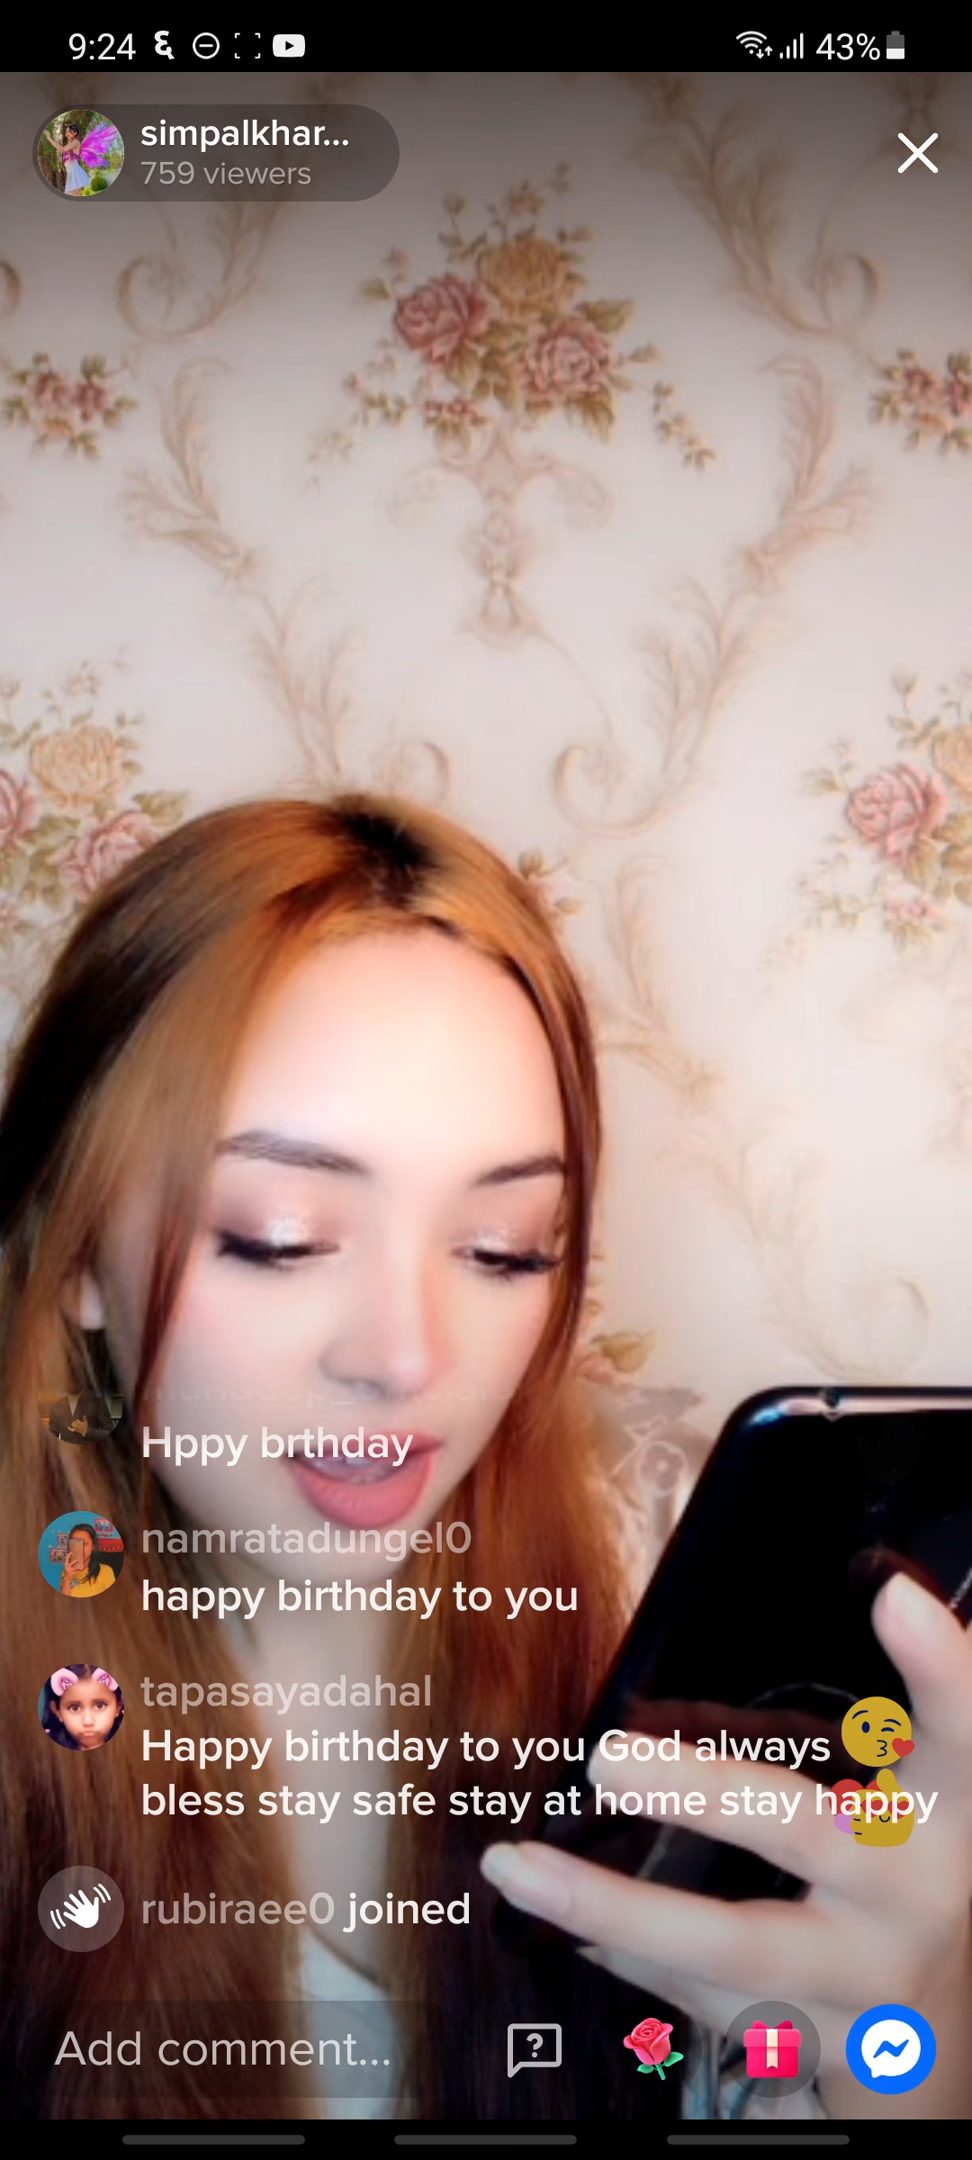 9:24
43%
simpalkhar...
759 viewers
Hppy brthday
namratadungel0
happy birthday to you
tapasayadahal
Happy birthday to you God always
bless stay safe stay at home stay happy
rubiraee0 joined
Add comment...